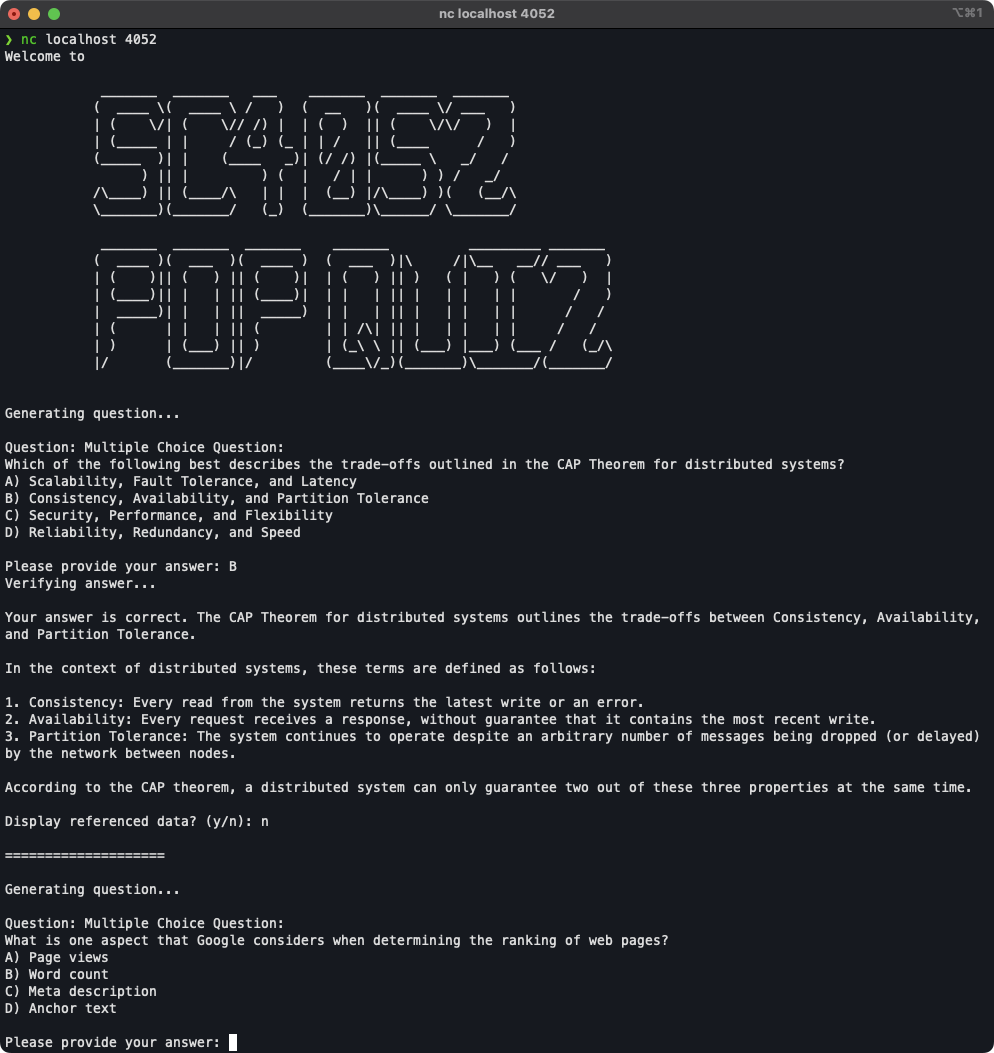 nc localhost 4052
⌥⌘1
❯ nc localhost 4052
Welcome to
SC4052
POP QUIZ
Generating question...
Question: Multiple Choice Question:
Which of the following best describes the trade-offs outlined in the CAP Theorem for distributed systems?
A) Scalability, Fault Tolerance, and Latency
B) Consistency, Availability, and Partition Tolerance
C) Security, Performance, and Flexibility
D) Reliability, Redundancy, and Speed
Please provide your answer: B
Verifying answer...
Your answer is correct. The CAP Theorem for distributed systems outlines the trade-offs between Consistency, Availability,
and Partition Tolerance.
In the context of distributed systems, these terms are defined as follows:
1. Consistency: Every read from the system returns the latest write or an error.
2. Availability: Every request receives a response, without guarantee that it contains the most recent write.
3. Partition Tolerance: The system continues to operate despite an arbitrary number of messages being dropped (or delayed)
by the network between nodes.
According to the CAP theorem, a distributed system can only guarantee two out of these three properties at the same time.
Display referenced data? (y/n): n
====================
Generating question...
Question: Multiple Choice Question:
What is one aspect that Google considers when determining the ranking of web pages?
A) Page views
B) Word count
C) Meta description
D) Anchor text
Please provide your answer: